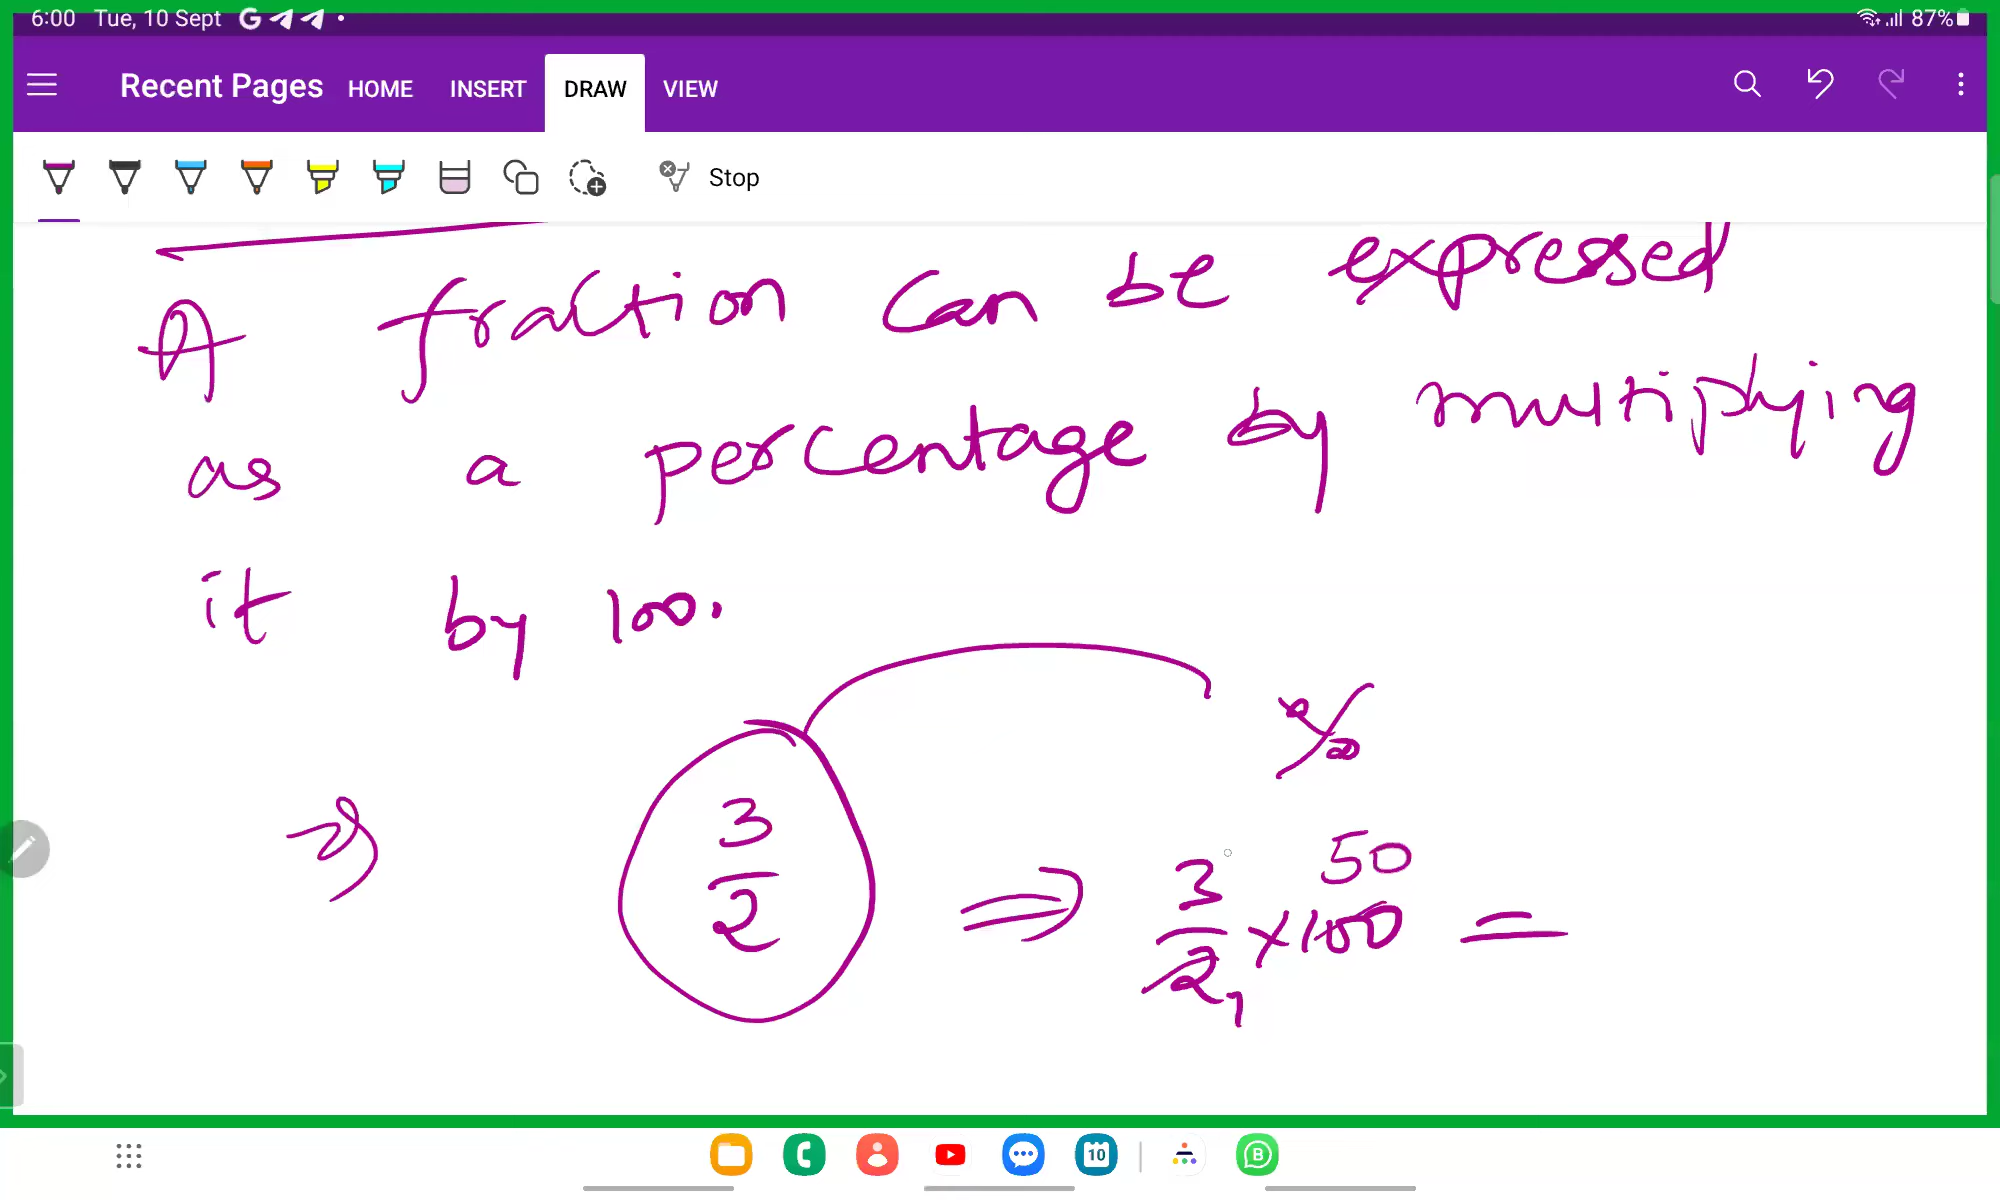 6:00 Tue, 10 Sept G 87%
Recent Pages HOME INSERT DRAW VIEW
Stop
A fraction can be expressed
as a percentage by multiplying
it by 100.
%
3/2 ⇒ 3/2 1 × 100 50 =
10
B